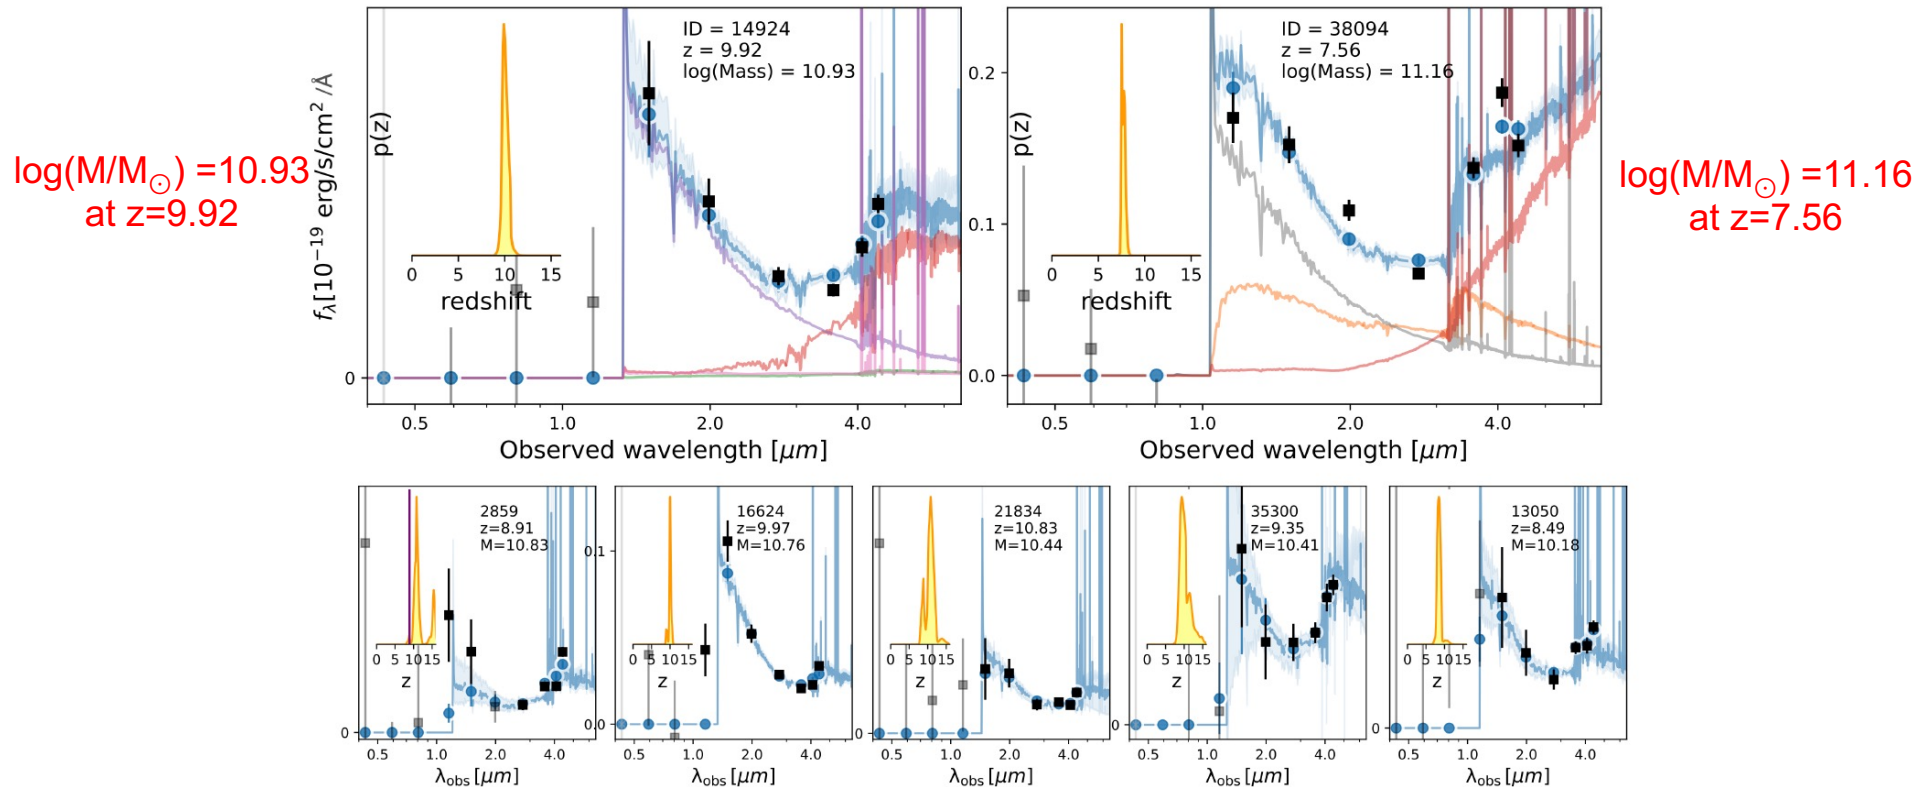 log(M/M☉) =10.93
at z=9.92
fλ[10⁻¹⁹ erg/s/cm² /Å
p(z)
ID = 14924
z = 9.92
log(Mass) = 10.93
0 5 10 15
redshift
0
0.5 1.0 2.0 4.0
Observed wavelength [μm]
0.2
0.1
0.0
p(z)
ID = 38094
z = 7.56
log(Mass) = 11.16
0 5 10 15
redshift
0.5 1.0 2.0 4.0
Observed wavelength [μm]
log(M/M☉) =11.16
at z=7.56
2859
z=8.91
M=10.83
0 5 1015
z
0
0.5 1.0 2.0 4.0
λobs [μm]
0.1
16624
z=9.97
M=10.76
0 5 1015
z
0.0
0.5 1.0 2.0 4.0
λobs [μm]
21834
z=10.83
M=10.44
0 5 1015
z
0
0.5 1.0 2.0 4.0
λobs [μm]
35300
z=9.35
M=10.41
0 5 1015
z
0
0.5 1.0 2.0 4.0
λobs [μm]
13050
z=8.49
M=10.18
0 5 1015
z
0
0.5 1.0 2.0 4.0
λobs [μm]